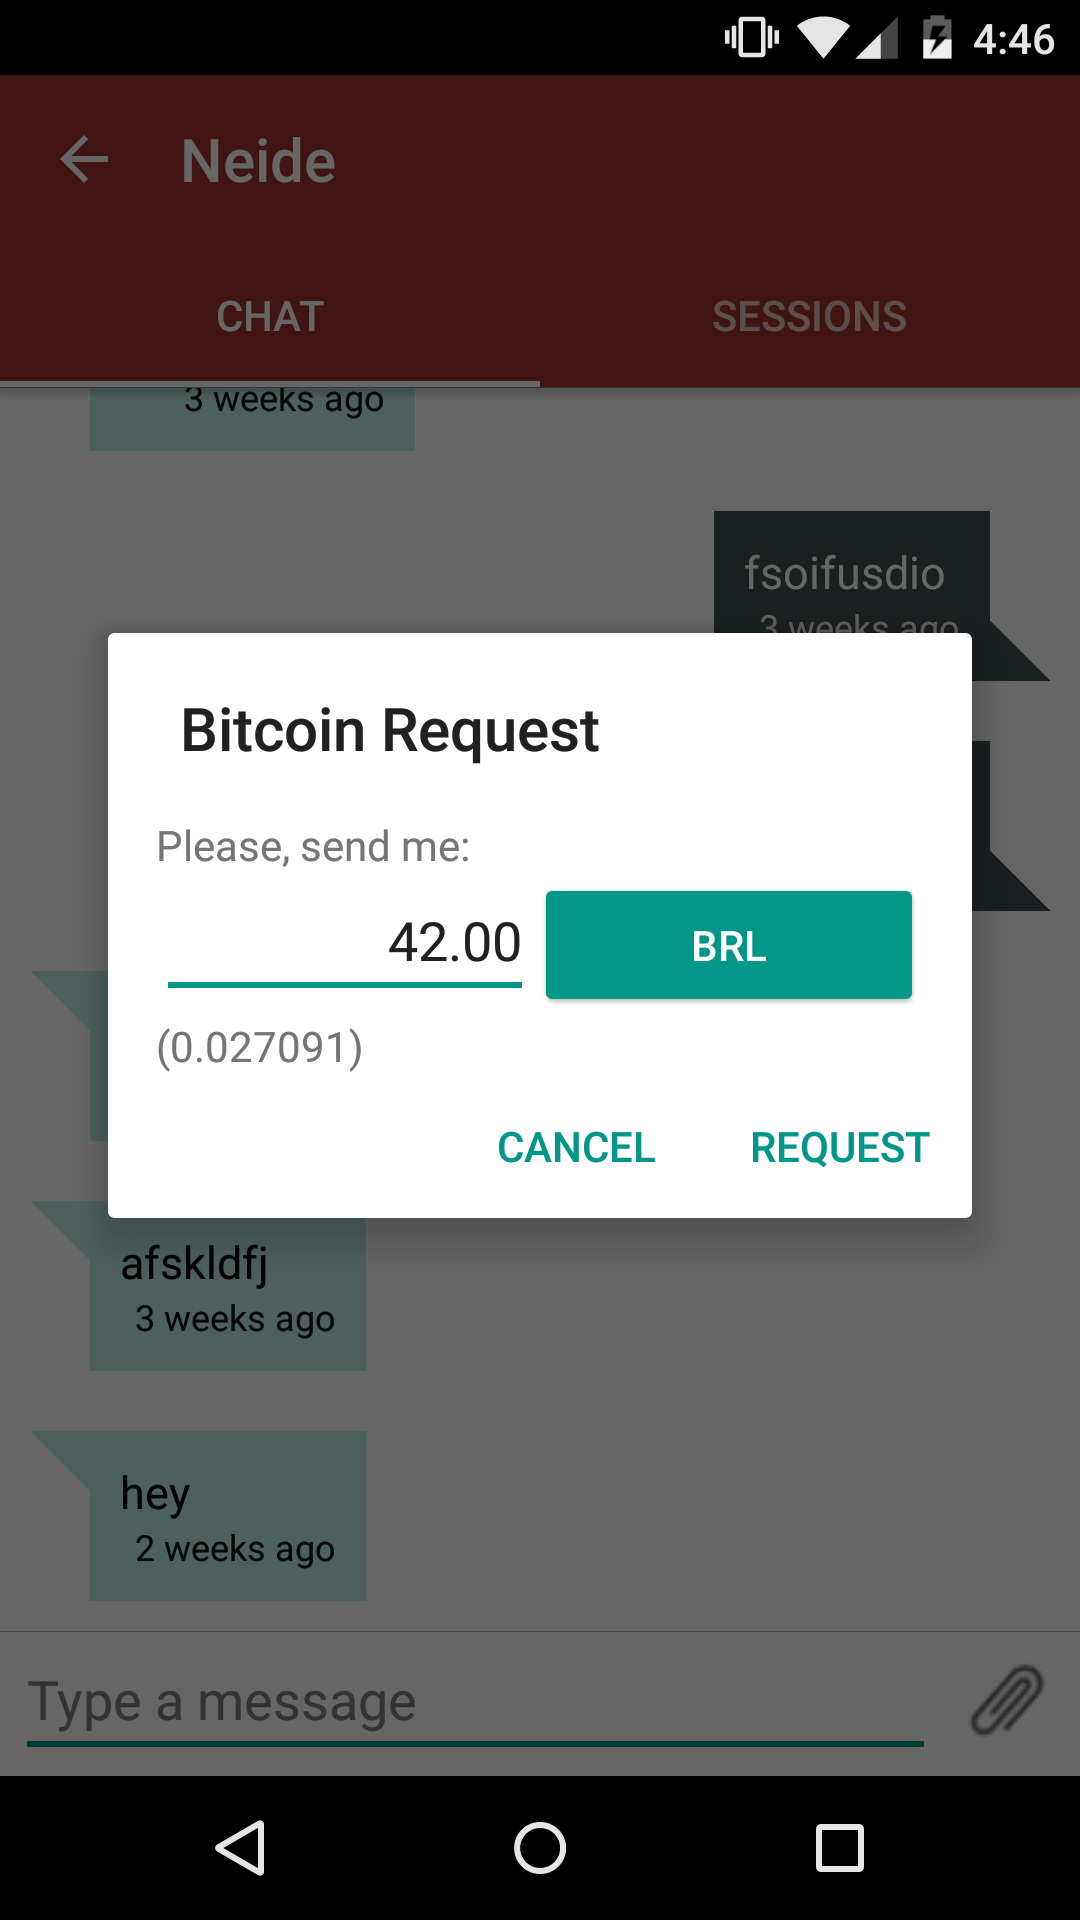 4:46
Neide
CHAT
SESSIONS
3 weeks ago
fsoifusdio
3 weeks ago
Bitcoin Request
Please, send me:
42.00
BRL
(0.027091)
CANCEL
REQUEST
afskldfj
3 weeks ago
hey
2 weeks ago
Type a message